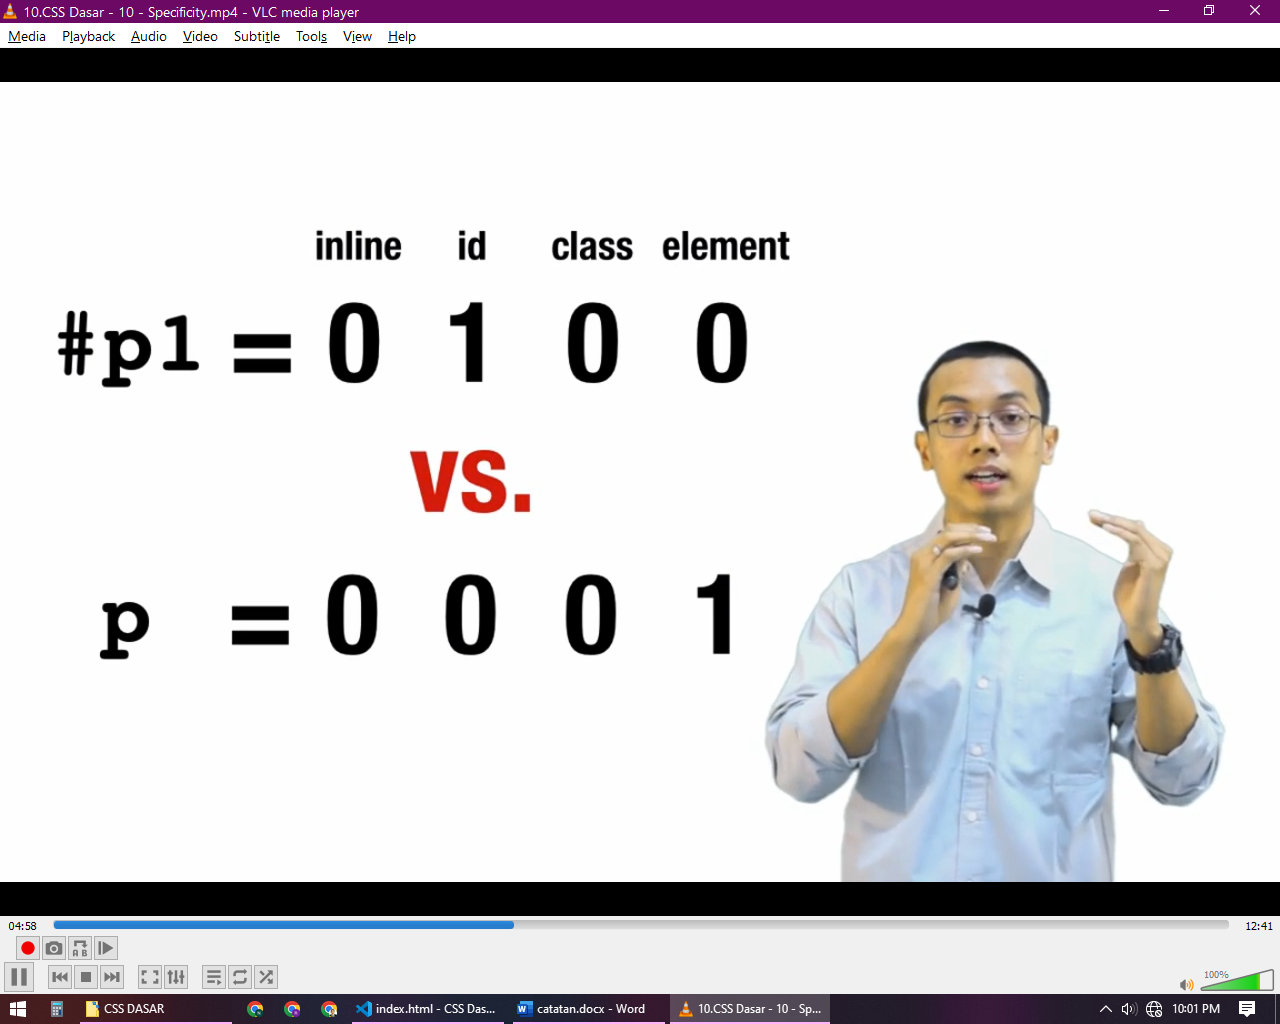 10.CSS Dasar - 10 - Specificity.mp4 - VLC media player
Media Playback Audio Video Subtitle Tools View Help
inline id class element
#p1 = 0 1 0 0
vs.
p = 0 0 0 1
04:58 12:41
A B
100%
CSS DASAR index.html - CSS Das... catatan.docx - Word 10.CSS Dasar - 10 - Sp... 10:01 PM